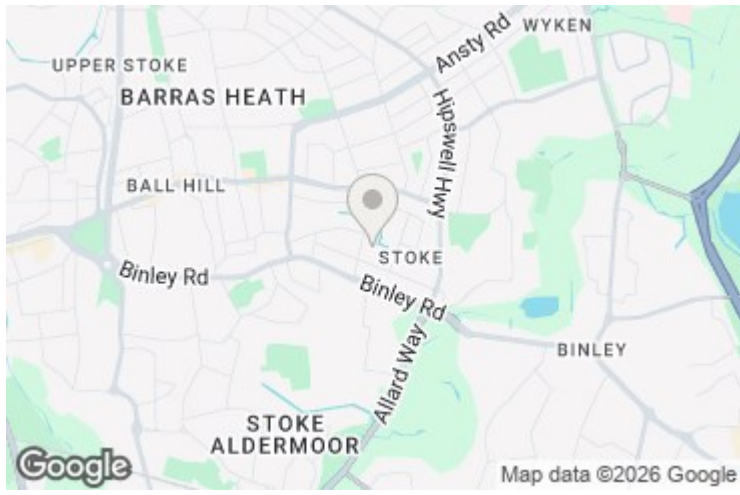 WYKEN
Ansty Rd
UPPER STOKE
BARRAS HEATH
Hipswell Hwy
BALL HILL
STOKE
Binley Rd
Binley Rd
BINLEY
Allard Way
STOKE
ALDERMOOR
Google
Map data ©2026 Google